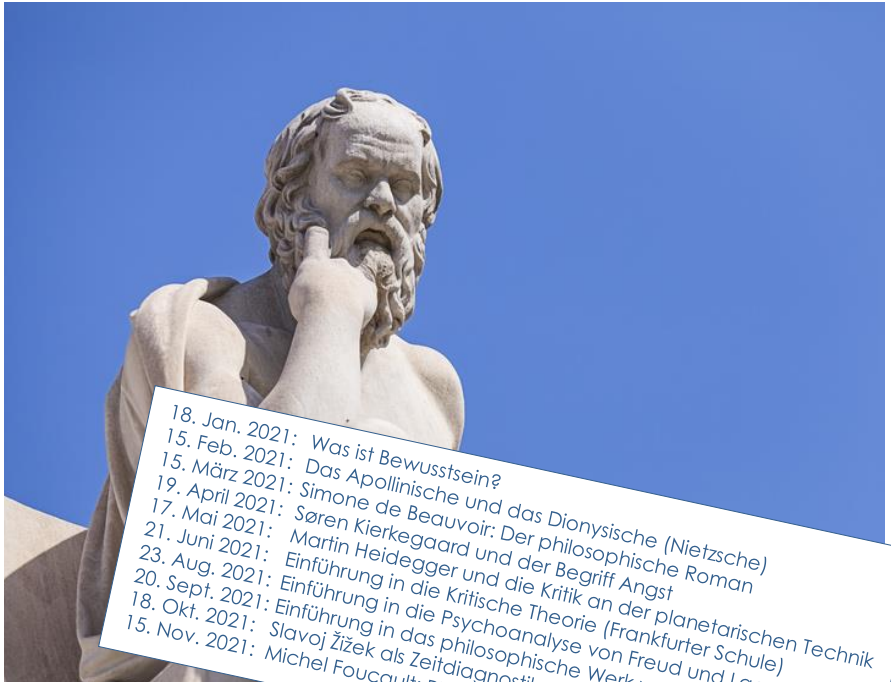 18. Jan. 2021: Was ist Bewusstsein?
15. Feb. 2021: Das Apollinische und das Dionysische (Nietzsche)
15. März 2021: Simone de Beauvoir: Der philosophische Roman
19. April 2021: Søren Kierkegaard und der Begriff Angst
17. Mai 2021: Martin Heidegger und die Kritik an der planetarischen Technik
21. Juni 2021: Einführung in die Kritische Theorie (Frankfurter Schule)
23. Aug. 2021: Einführung in die Psychoanalyse von Freud und
20. Sept. 2021: Einführung in das philosophische Werk
18. Okt. 2021: Slavoj Žižek als
15. Nov. 2021: Michel